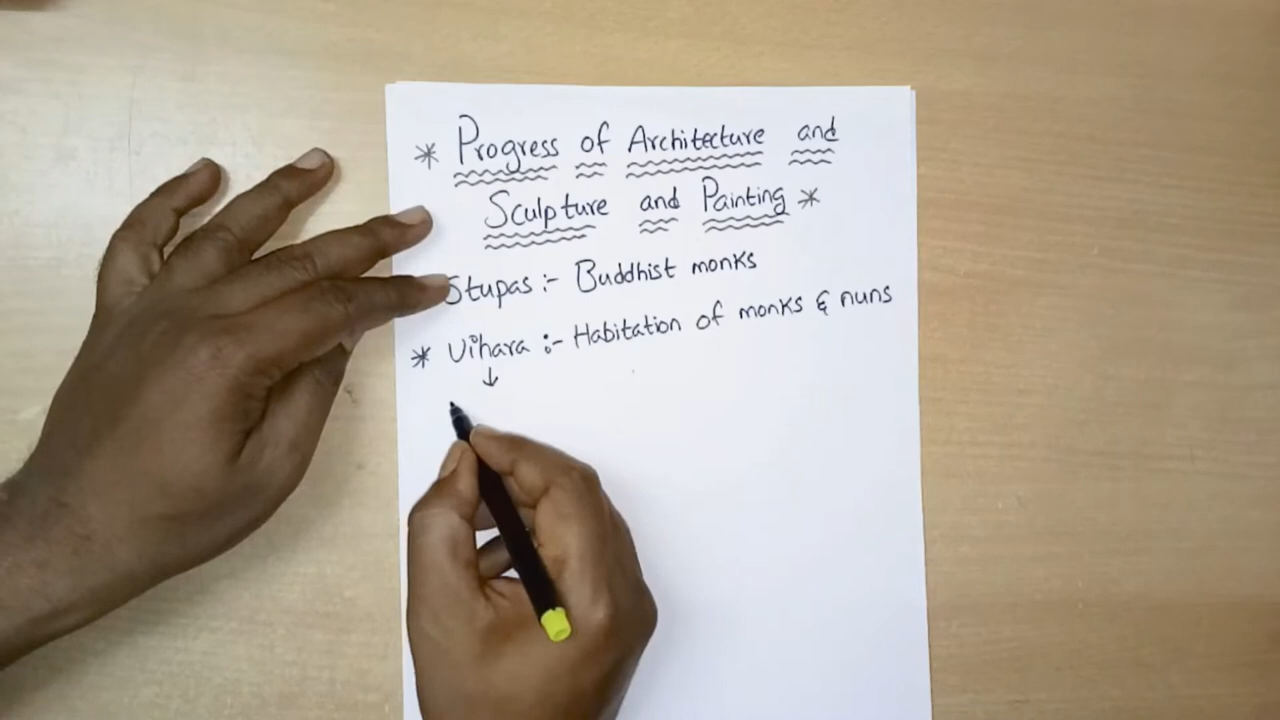 * Progress of Architecture and
Sculpture and Painting *
Stupas :- Buddhist monks
* Vihara :- Habitation of monks & nuns
↓